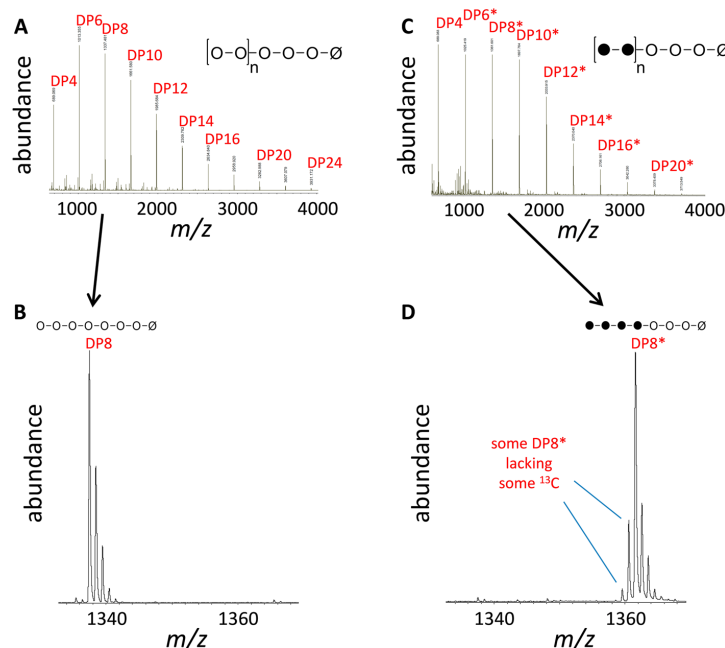 A
DP6
DP8
DP10
DP4
DP12
DP14
DP16
DP20
DP24
[O–O]n–O–O–O–Ø
abundance
1000 2000 3000 4000
m/z
C
DP4
DP6*
DP8*
DP10*
DP12*
DP14*
DP16*
DP20*
[●–●]n–O–O–O–Ø
abundance
1000 2000 3000 4000
m/z
B
O–O–O–O–O–O–O–Ø
DP8
abundance
1340 1360
m/z
D
●–●–●–●–O–O–O–Ø
DP8*
some DP8*
lacking
some ¹³C
abundance
1340 1360
m/z